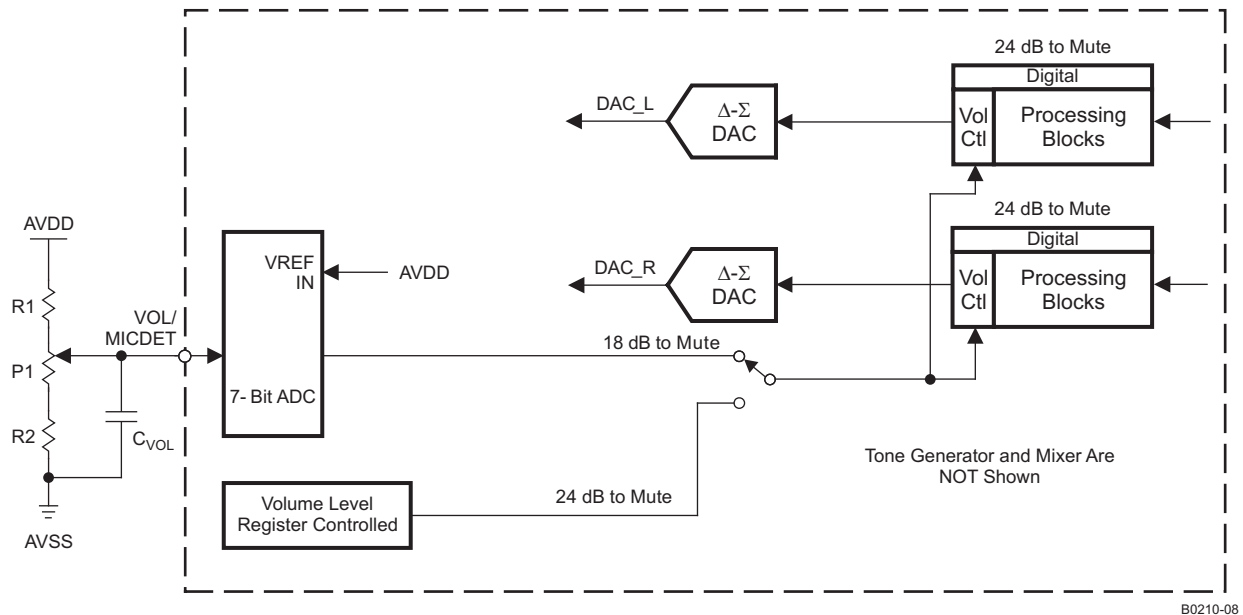 24 dB to Mute
Digital
Vol
Ctl
Processing
Blocks
DAC_L
Δ-Σ
DAC
24 dB to Mute
Digital
Vol
Ctl
Processing
Blocks
DAC_R
Δ-Σ
DAC
AVDD
R1
P1
R2
AVSS
C_VOL
VOL/
MICDET
VREF
IN
AVDD
7- Bit ADC
18 dB to Mute
Volume Level
Register Controlled
24 dB to Mute
Tone Generator and Mixer Are
NOT Shown
B0210-08